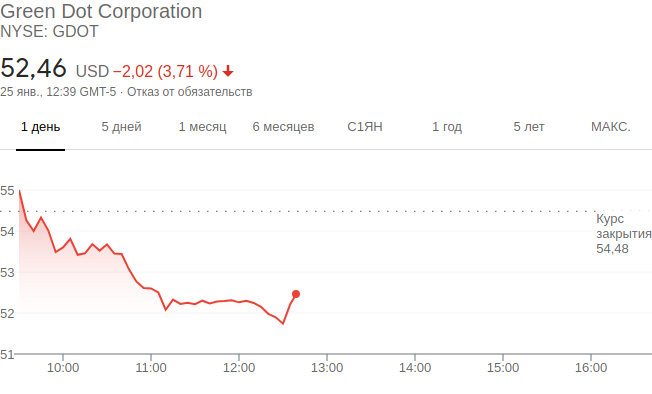 Green Dot Corporation
NYSE: GDOT
52,46 USD −2,02 (3,71 %)
25 янв., 12:39 GMT-5 · Отказ от обязательств
1 день 5 дней 1 месяц 6 месяцев С1ЯН 1 год 5 лет МАКС.
55
Курс
закрытия
54,48
54
53
52
51
10:00 11:00 12:00 13:00 14:00 15:00 16:00